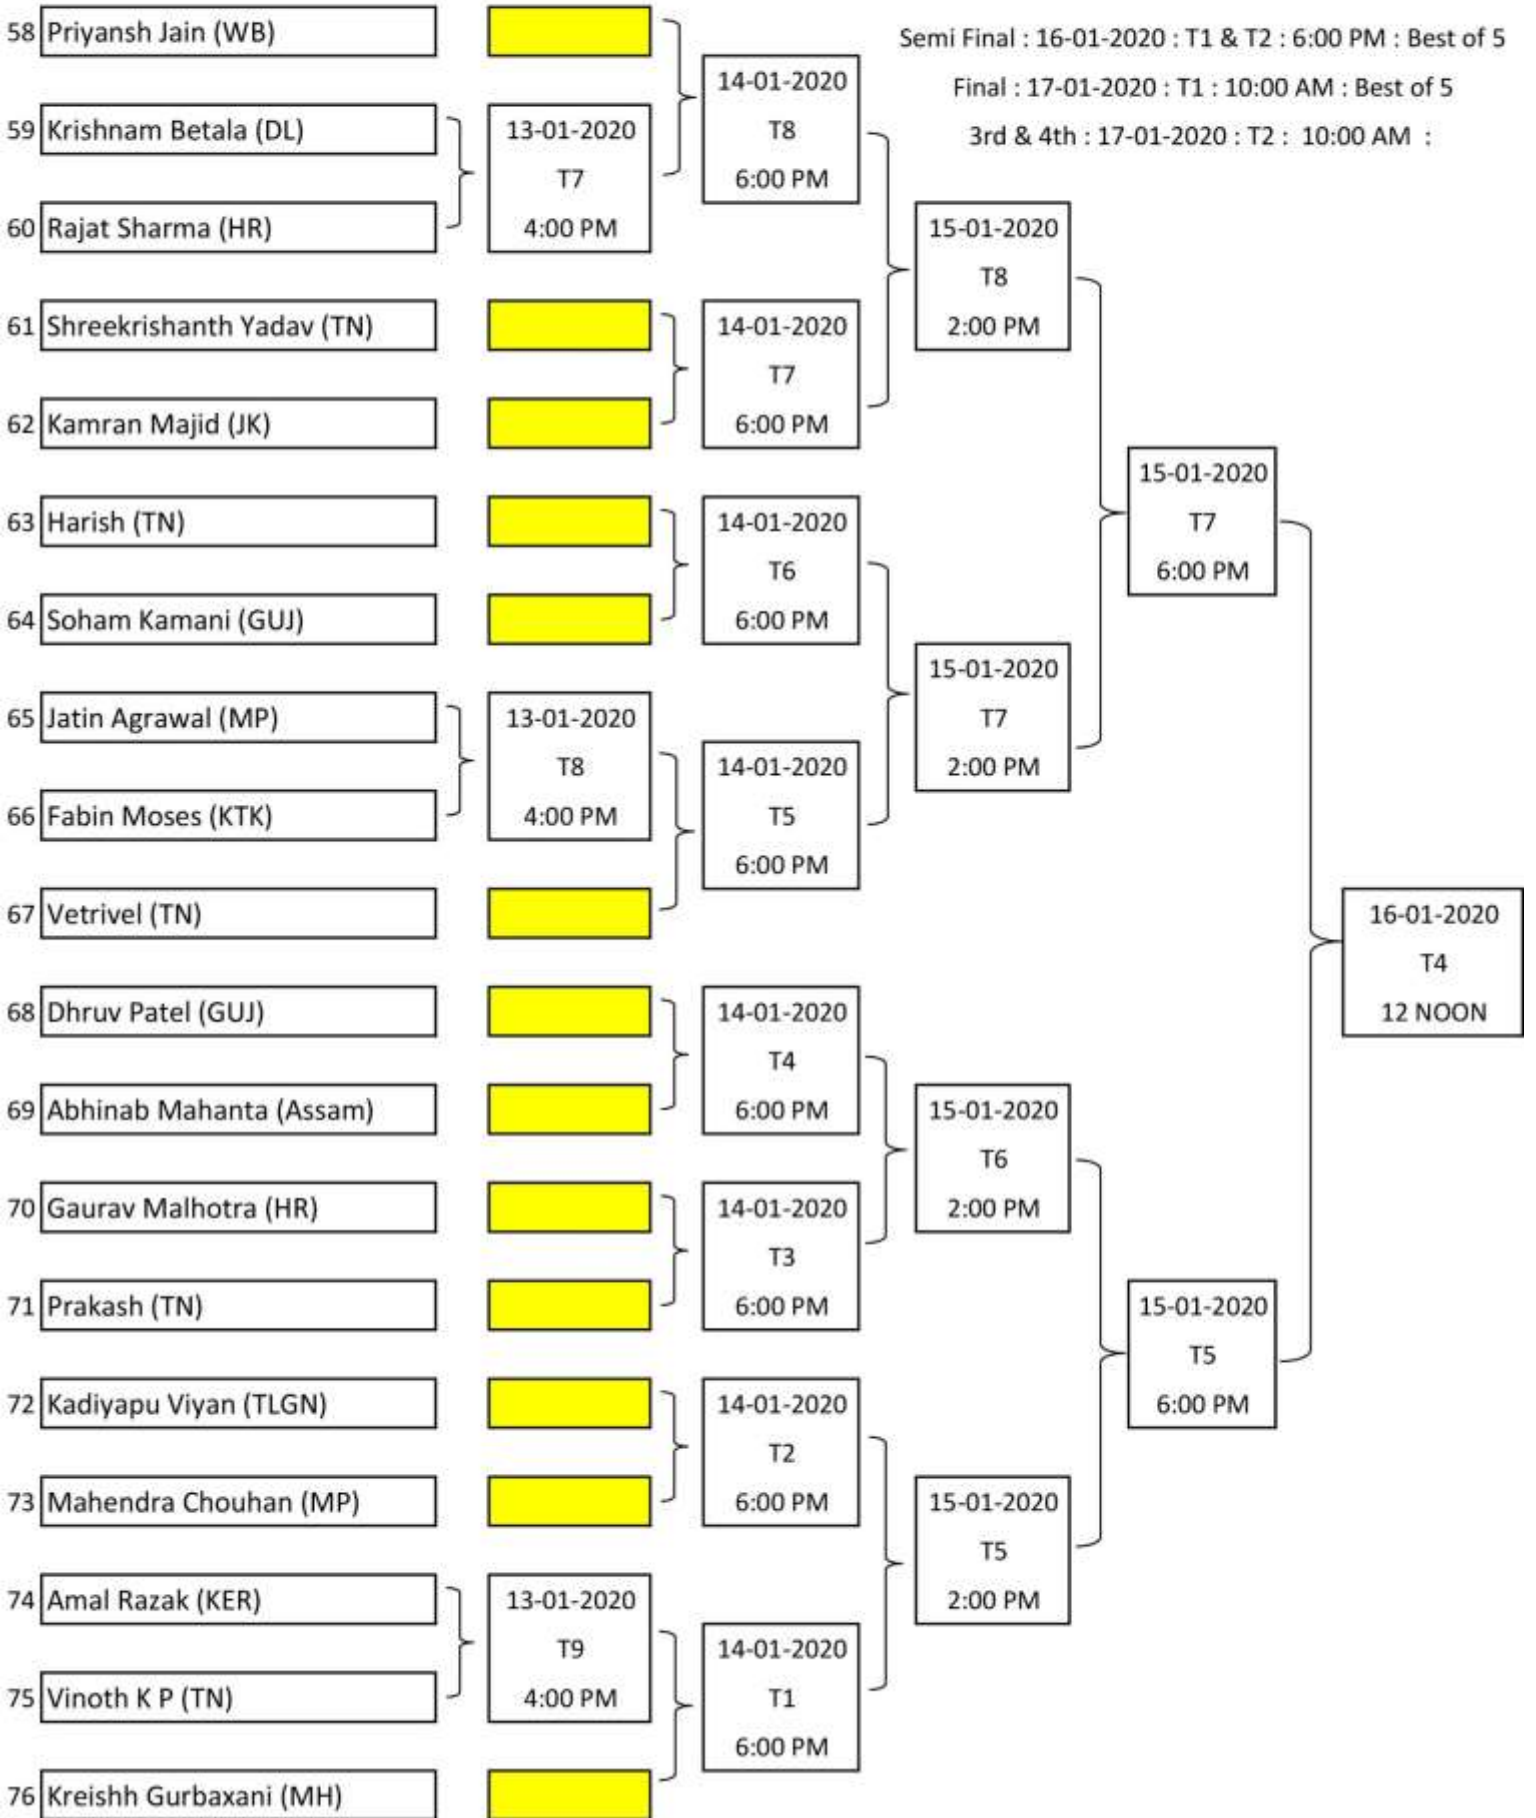 Semi Final : 16-01-2020 : T1 & T2 : 6:00 PM : Best of 5
Final : 17-01-2020 : T1 : 10:00 AM : Best of 5
3rd & 4th : 17-01-2020 : T2 : 10:00 AM :
58 Priyansh Jain (WB)
59 Krishnam Betala (DL)
60 Rajat Sharma (HR)
61 Shreekrishanth Yadav (TN)
62 Kamran Majid (JK)
63 Harish (TN)
64 Soham Kamani (GUJ)
65 Jatin Agrawal (MP)
66 Fabin Moses (KTK)
67 Vetrivel (TN)
68 Dhruv Patel (GUJ)
69 Abhinab Mahanta (Assam)
70 Gaurav Malhotra (HR)
71 Prakash (TN)
72 Kadiyapu Viyan (TLGN)
73 Mahendra Chouhan (MP)
74 Amal Razak (KER)
75 Vinoth K P (TN)
76 Kreishh Gurbaxani (MH)
13-01-2020
T7
4:00 PM
13-01-2020
T8
4:00 PM
13-01-2020
T9
4:00 PM
14-01-2020
T8
6:00 PM
14-01-2020
T7
6:00 PM
14-01-2020
T6
6:00 PM
14-01-2020
T5
6:00 PM
14-01-2020
T4
6:00 PM
14-01-2020
T3
6:00 PM
14-01-2020
T2
6:00 PM
14-01-2020
T1
6:00 PM
15-01-2020
T8
2:00 PM
15-01-2020
T7
2:00 PM
15-01-2020
T6
2:00 PM
15-01-2020
T5
2:00 PM
15-01-2020
T7
6:00 PM
15-01-2020
T5
6:00 PM
16-01-2020
T4
12 NOON